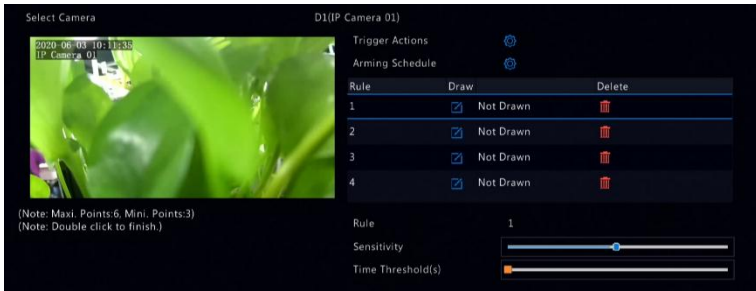 Select Camera D1(IP Camera 01)
2020-06-03 10:11:35
IP Camera 01
(Note: Maxi. Points:6, Mini. Points:3)
(Note: Double click to finish.)
Trigger Actions
Arming Schedule
Rule Draw Delete
1 Not Drawn
2 Not Drawn
3 Not Drawn
4 Not Drawn
Rule 1
Sensitivity
Time Threshold(s)